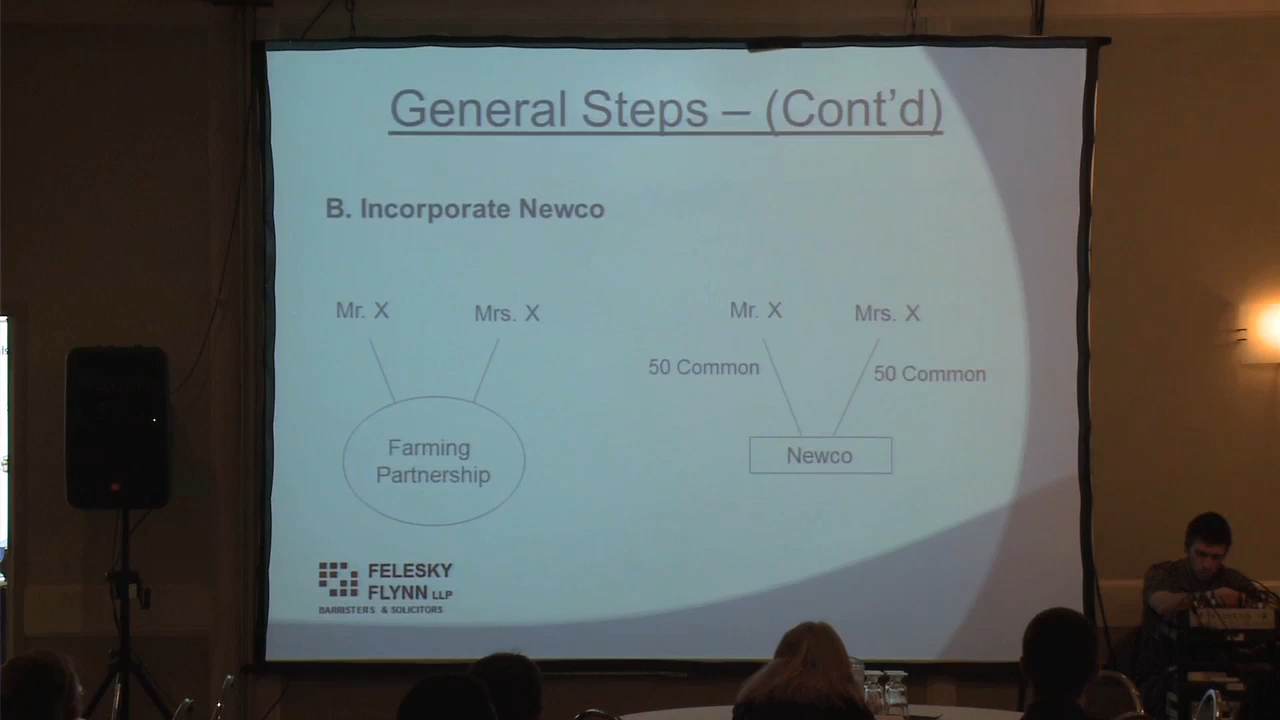 General Steps – (Cont'd)
B. Incorporate Newco
Mr. X
Mrs. X
Farming
Partnership
Mr. X
Mrs. X
50 Common
50 Common
Newco
FELESKY
FLYNN LLP
BARRISTERS & SOLICITORS